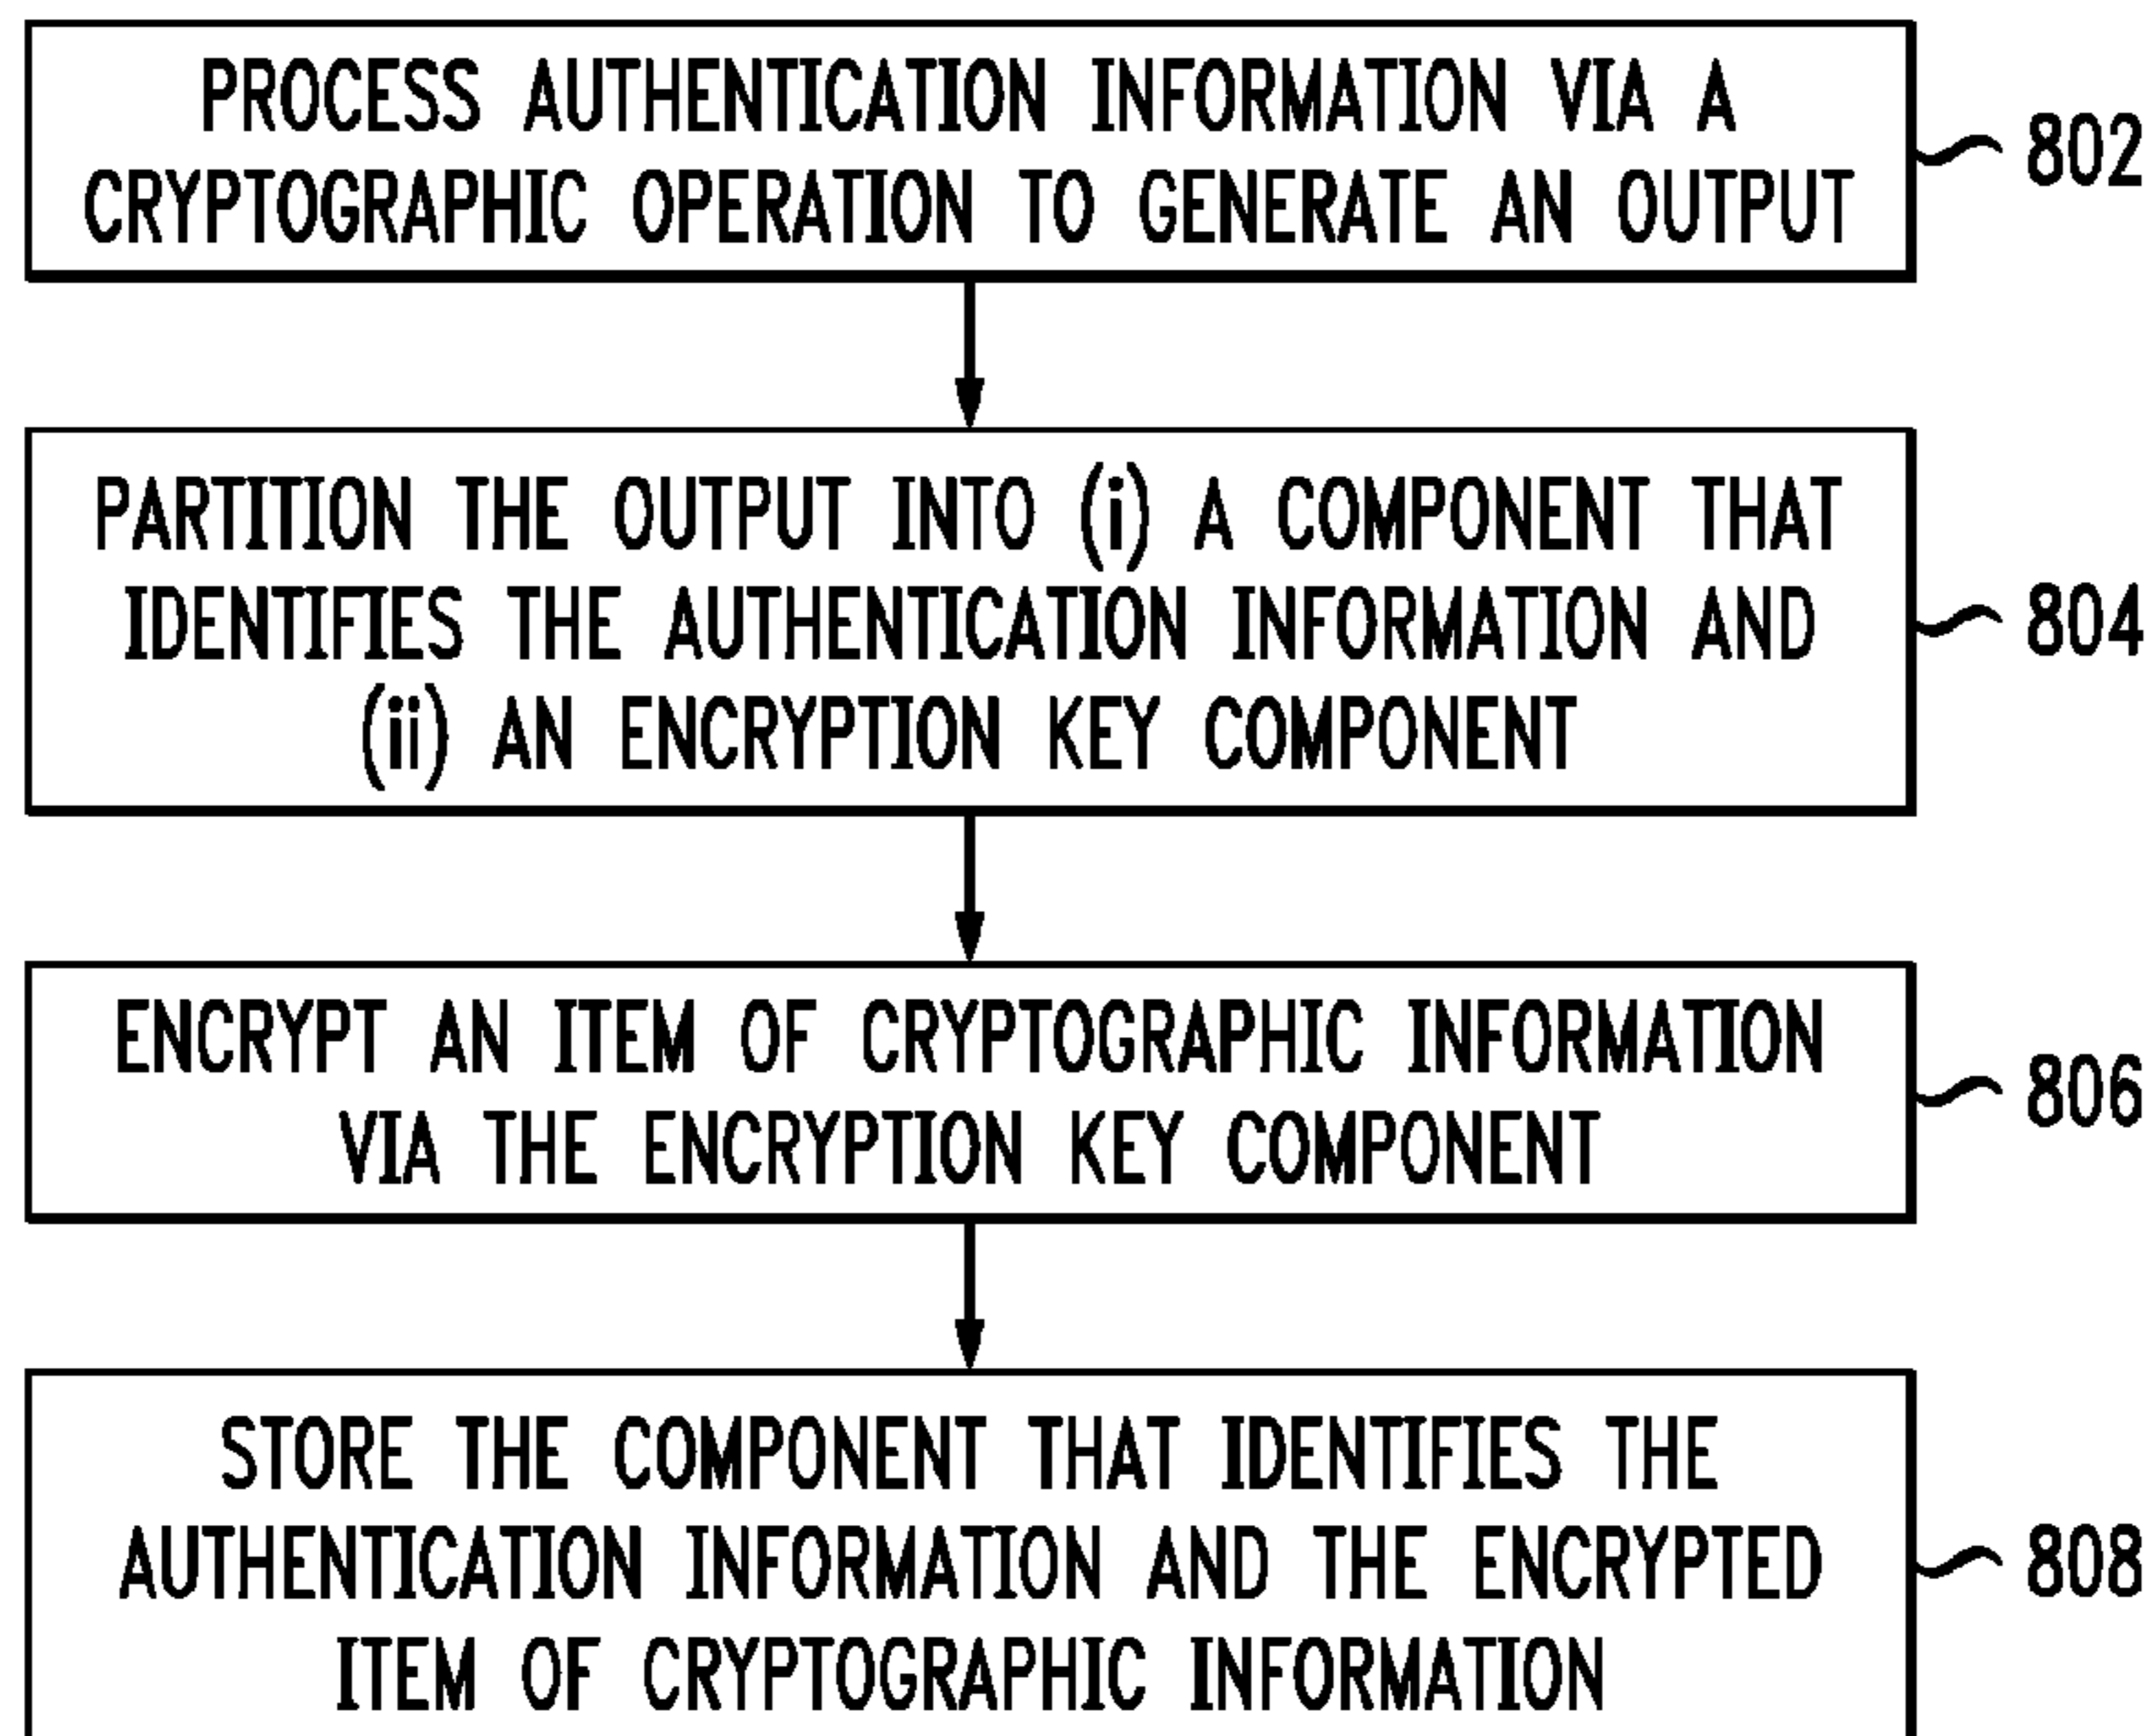 PROCESS AUTHENTICATION INFORMATION VIA A
CRYPTOGRAPHIC OPERATION TO GENERATE AN OUTPUT
802
PARTITION THE OUTPUT INTO (i) A COMPONENT THAT
IDENTIFIES THE AUTHENTICATION INFORMATION AND
(ii) AN ENCRYPTION KEY COMPONENT
804
ENCRYPT AN ITEM OF CRYPTOGRAPHIC INFORMATION
VIA THE ENCRYPTION KEY COMPONENT
806
STORE THE COMPONENT THAT IDENTIFIES THE
AUTHENTICATION INFORMATION AND THE ENCRYPTED
ITEM OF CRYPTOGRAPHIC INFORMATION
808